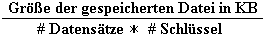 Größe der gespeicherten Datei in KB
# Datensätze * # Schlüssel